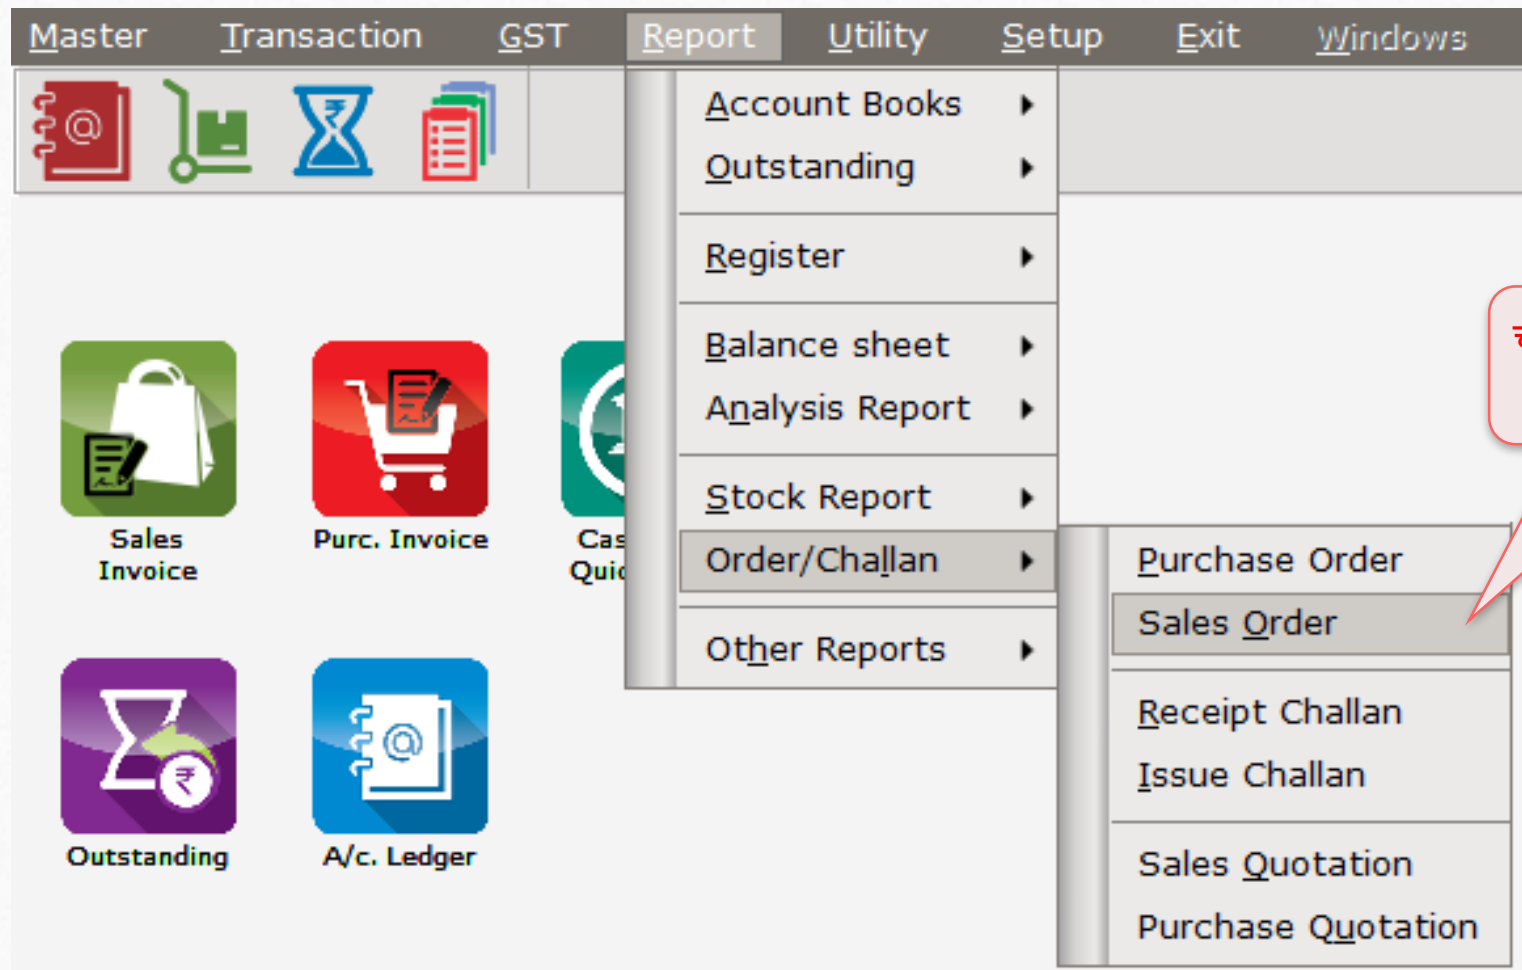 Master Transaction GST Report Utility Setup Exit Windows
Account Books
Outstanding
Register
Balance sheet
Analysis Report
Stock Report
Order/Challan
Other Reports
Purchase Order
Sales Order
Receipt Challan
Issue Challan
Sales Quotation
Purchase Quotation
Sales
Invoice
Purc. Invoice
Outstanding
A/c. Ledger